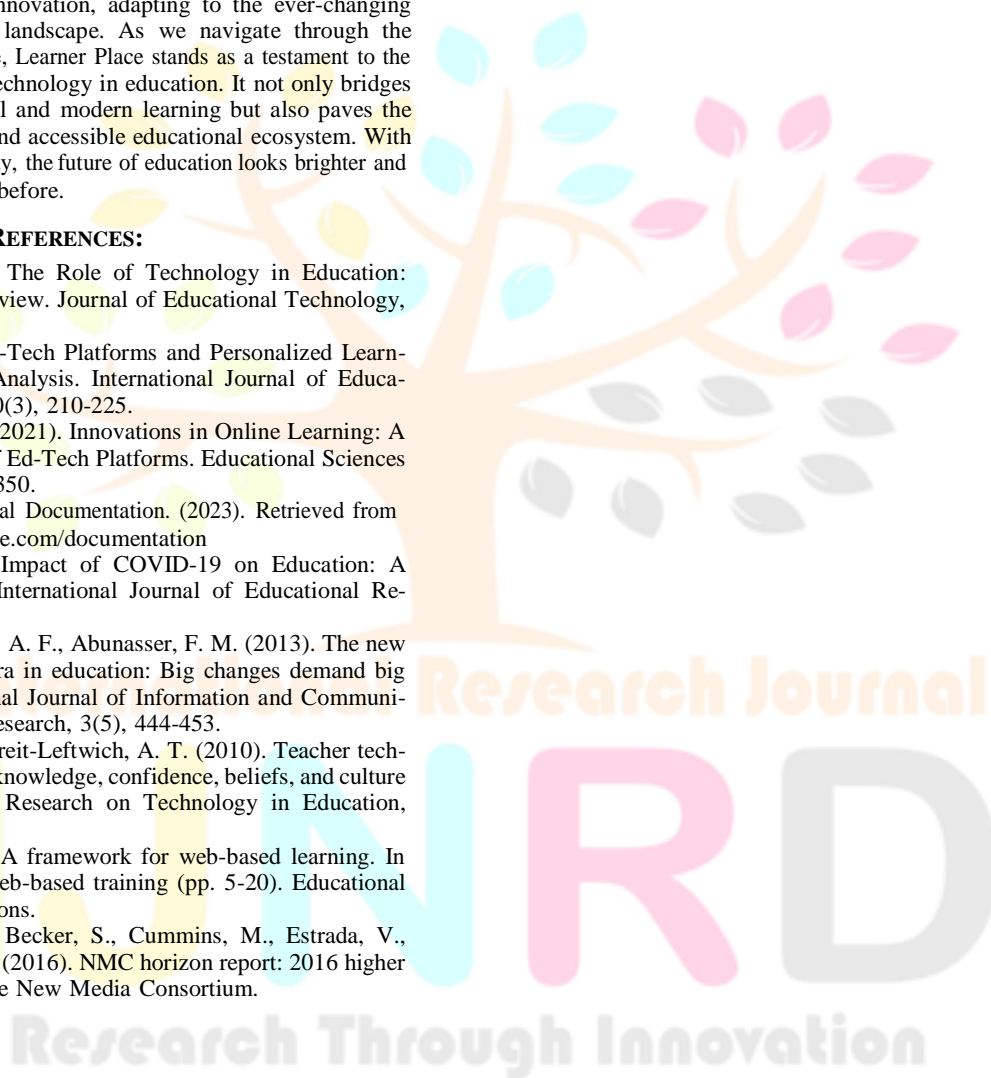 nnovation, adapting to the ever-changing
landscape. As we navigate through the
, Learner Place stands as a testament to the
echnology in education. It not only bridges
l and modern learning but also paves the
nd accessible educational ecosystem. With
y, the future of education looks brighter and
before.
REFERENCES:
The Role of Technology in Education:
view. Journal of Educational Technology,
-Tech Platforms and Personalized Learn-
Analysis. International Journal of Educa-
0(3), 210-225.
2021). Innovations in Online Learning: A
f Ed-Tech Platforms. Educational Sciences
350.
al Documentation. (2023). Retrieved from
e.com/documentation
Impact of COVID-19 on Education: A
International Journal of Educational Re-
A. F., Abunasser, F. M. (2013). The new
ra in education: Big changes demand big
nal Journal of Information and Communi-
esearch, 3(5), 444-453.
reit-Leftwich, A. T. (2010). Teacher tech-
knowledge, confidence, beliefs, and culture
Research on Technology in Education,
A framework for web-based learning. In
eb-based training (pp. 5-20). Educational
ons.
Becker, S., Cummins, M., Estrada, V.,
(2016). NMC horizon report: 2016 higher
e New Media Consortium.
International Research Journal
IJNRD
Research Through Innovation